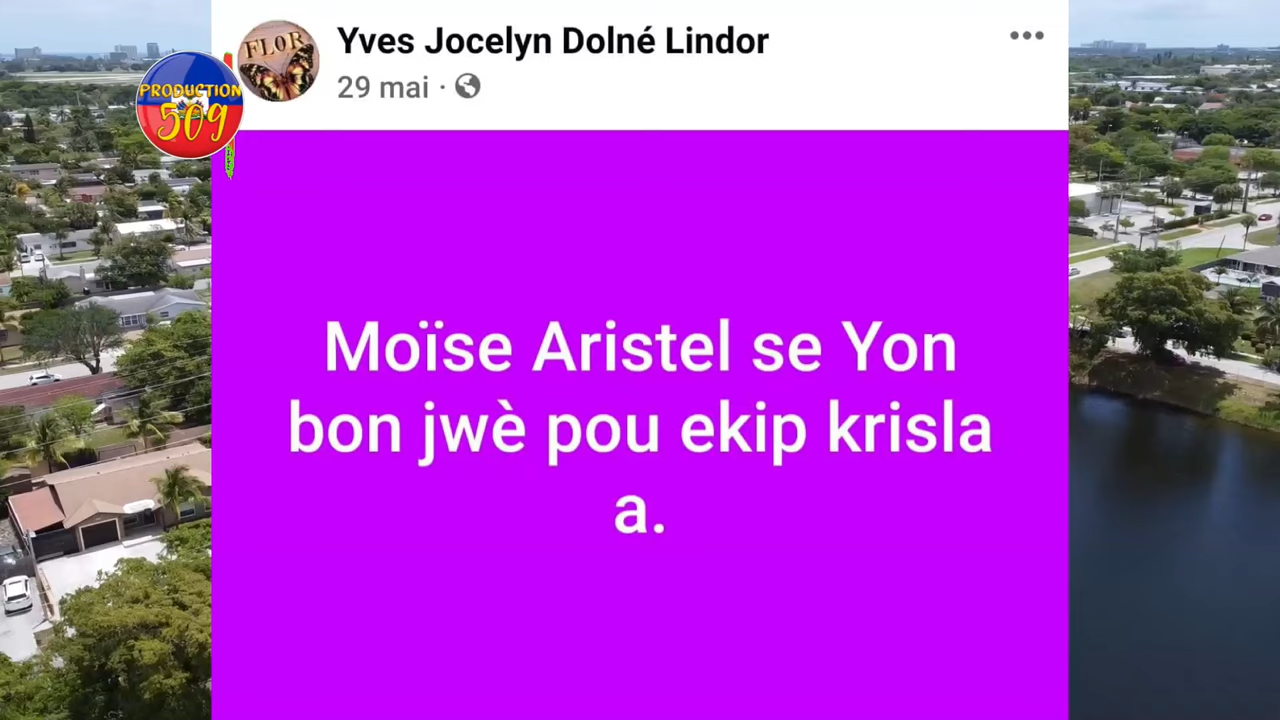 Yves Jocelyn Dolné Lindor
29 mai ·
FLOR
PRODUCTION
509
Moïse Aristel se Yon
bon jwè pou ekip krisla
a.